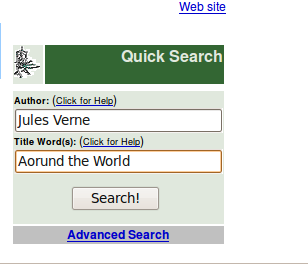 Web site
Quick Search
Author: (Click for Help)
Jules Verne
Title Word(s): (Click for Help)
Aorund the World
Search!
Advanced Search